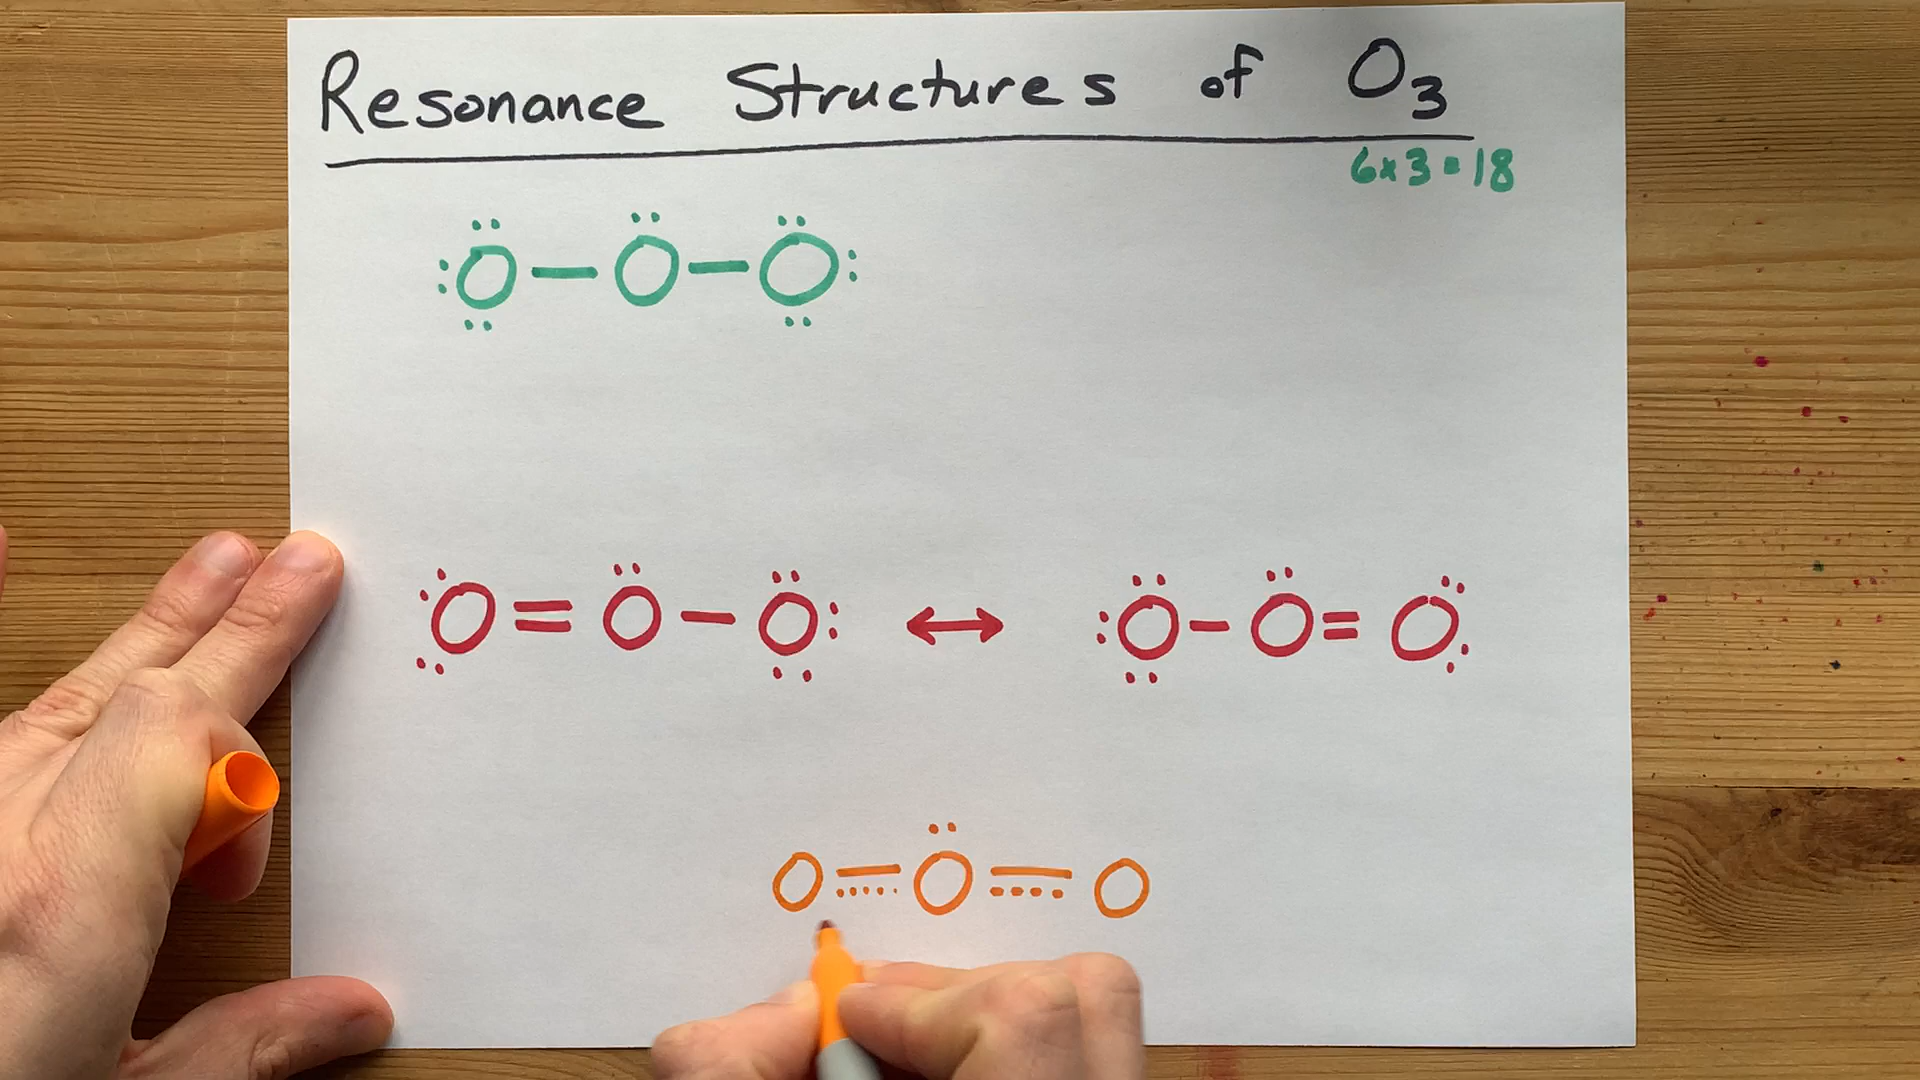 Resonance Structures of O₃
6x3=18
:Ö̤–Ö–Ö̤:
:Ö=Ö–Ö̤: ↔ :Ö̤–Ö=Ö:
O Ö O